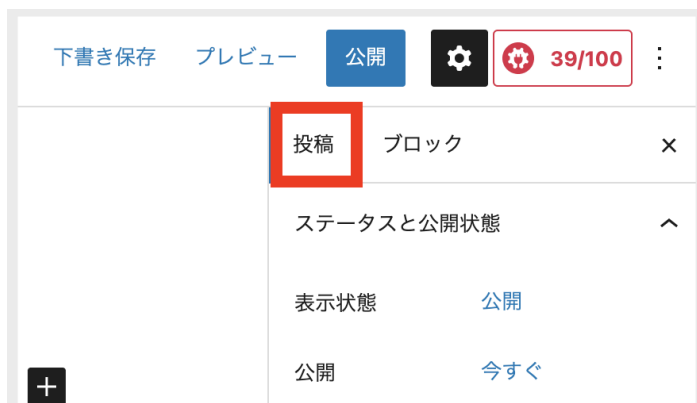 下書き保存 プレビュー 公開 39/100
投稿 ブロック
ステータスと公開状態
表示状態 公開
公開 今すぐ